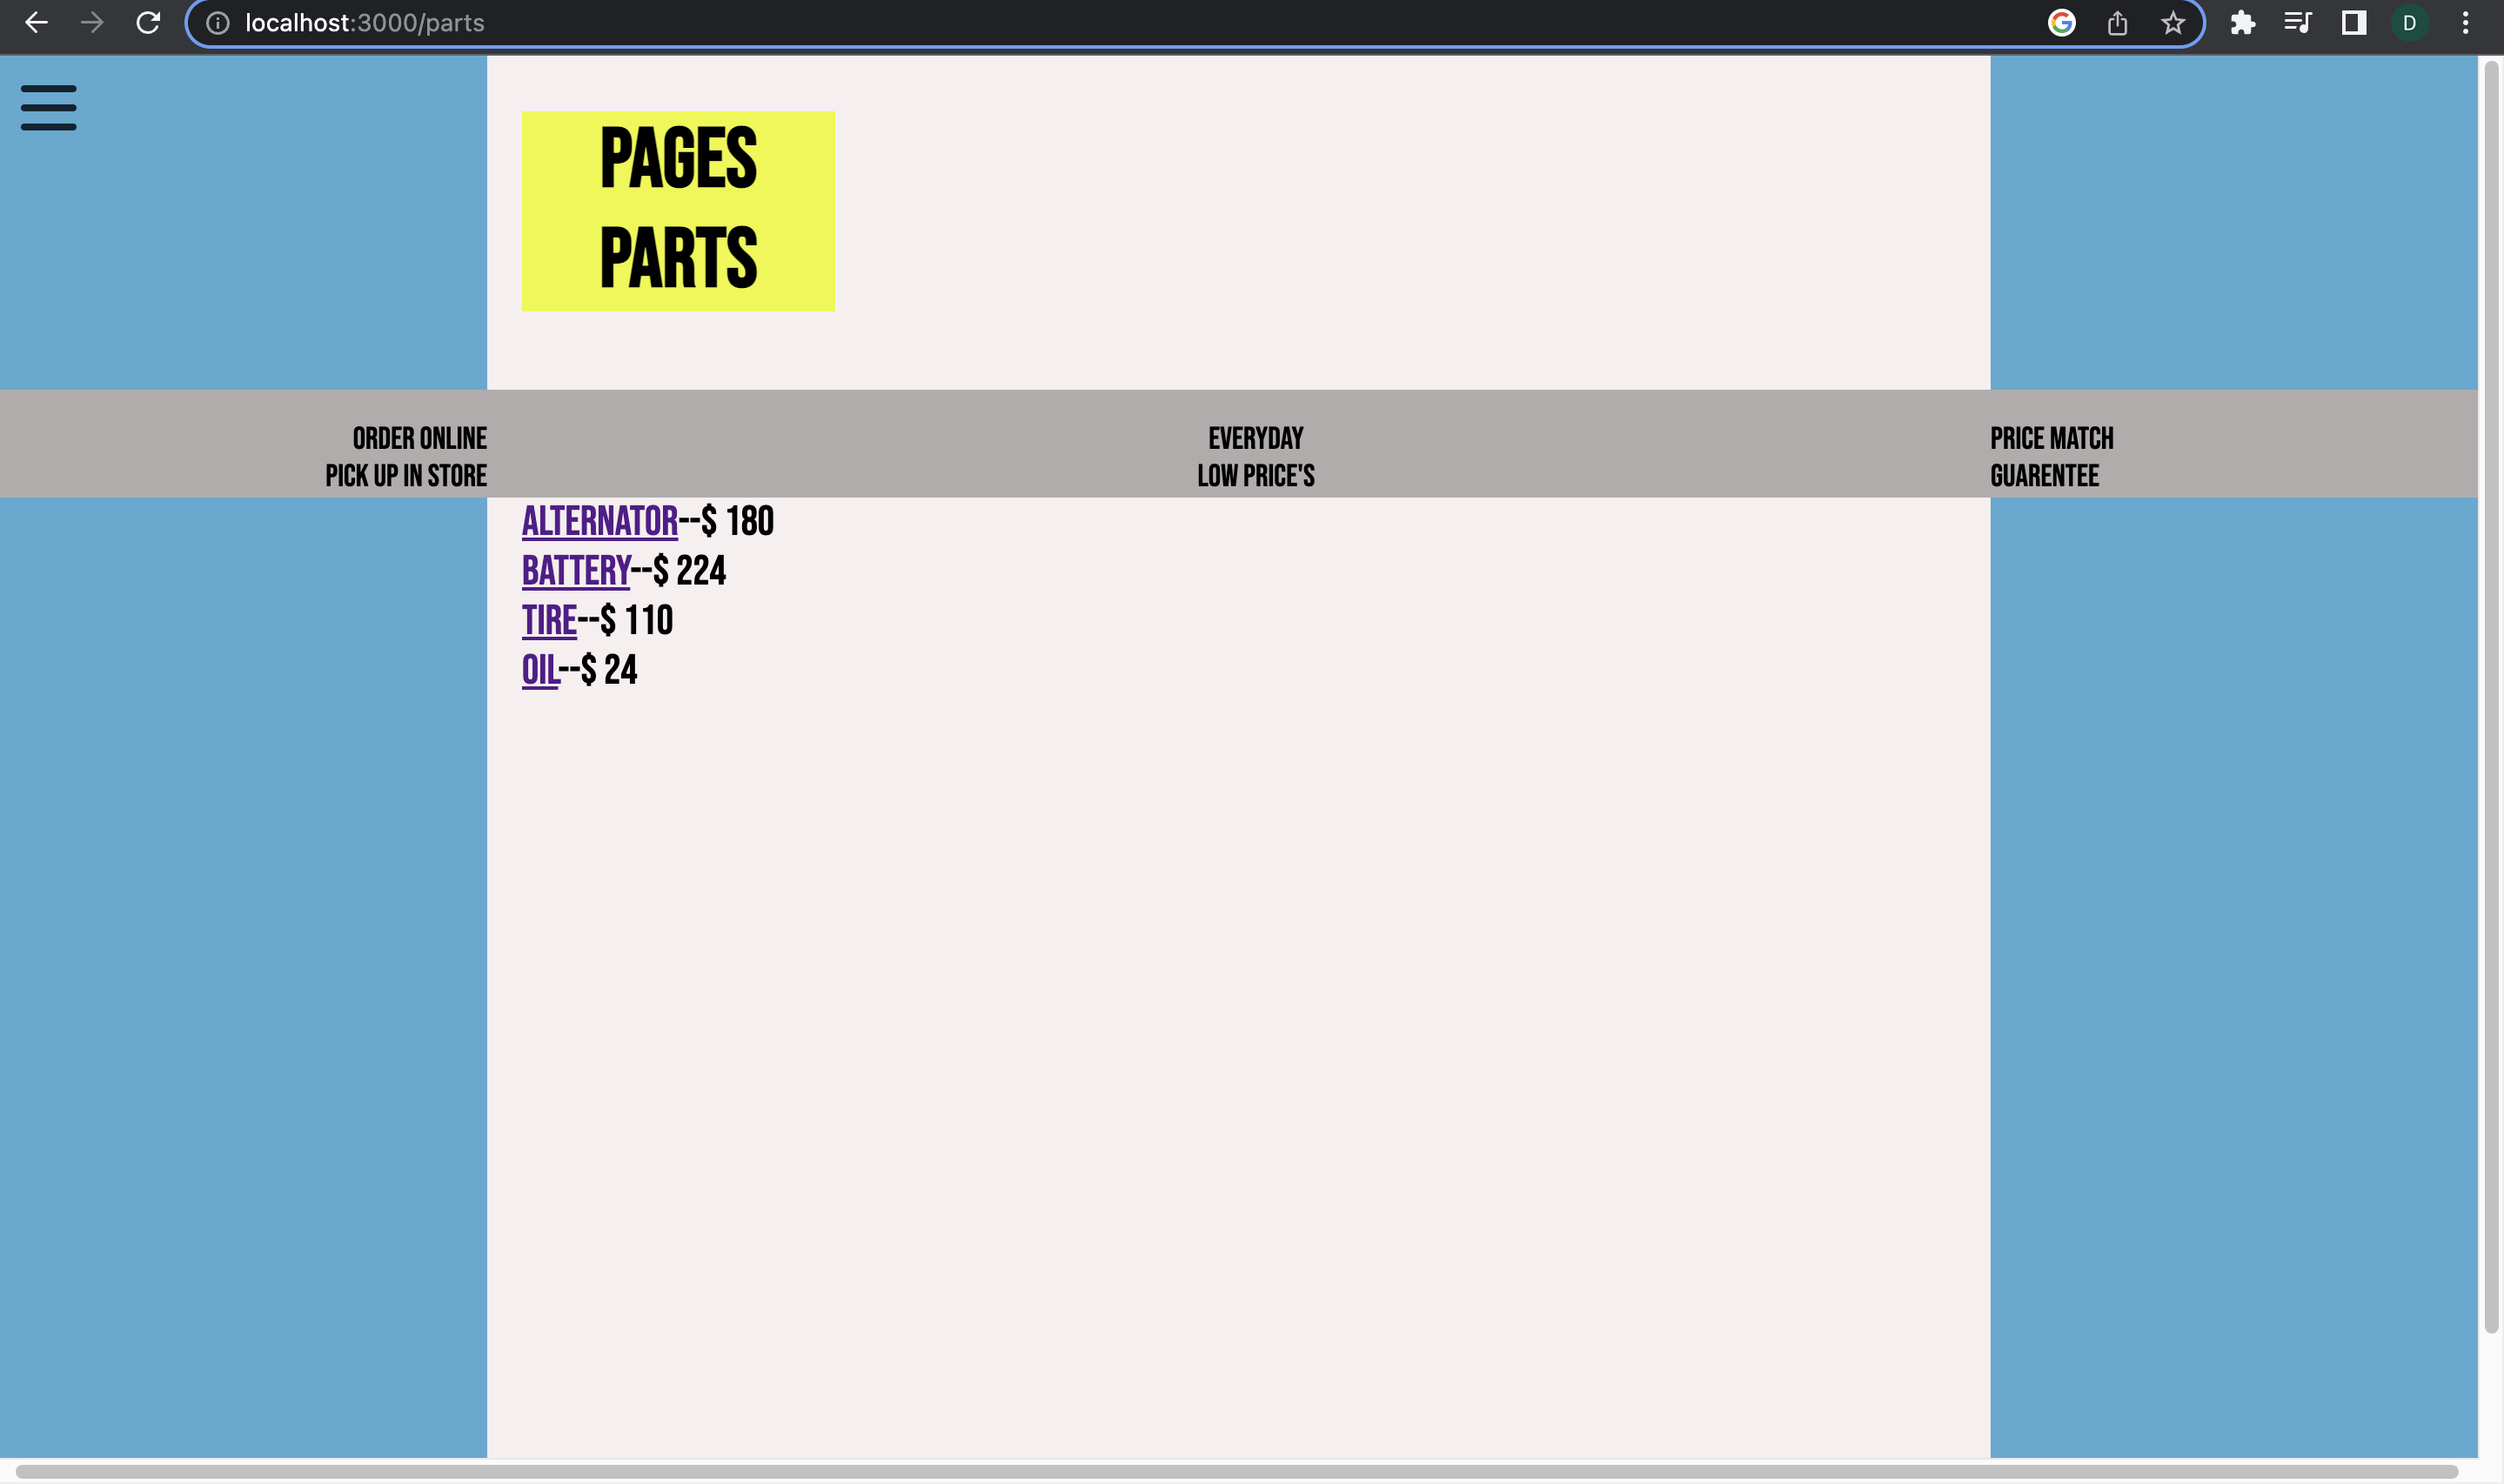 localhost:3000/parts
D
PAGES
PARTS
ORDER ONLINE
PICK UP IN STORE
EVERYDAY
LOW PRICE'S
PRICE MATCH
GUARENTEE
ALTERNATOR--$ 180
BATTERY--$ 224
TIRE--$ 110
OIL--$ 24